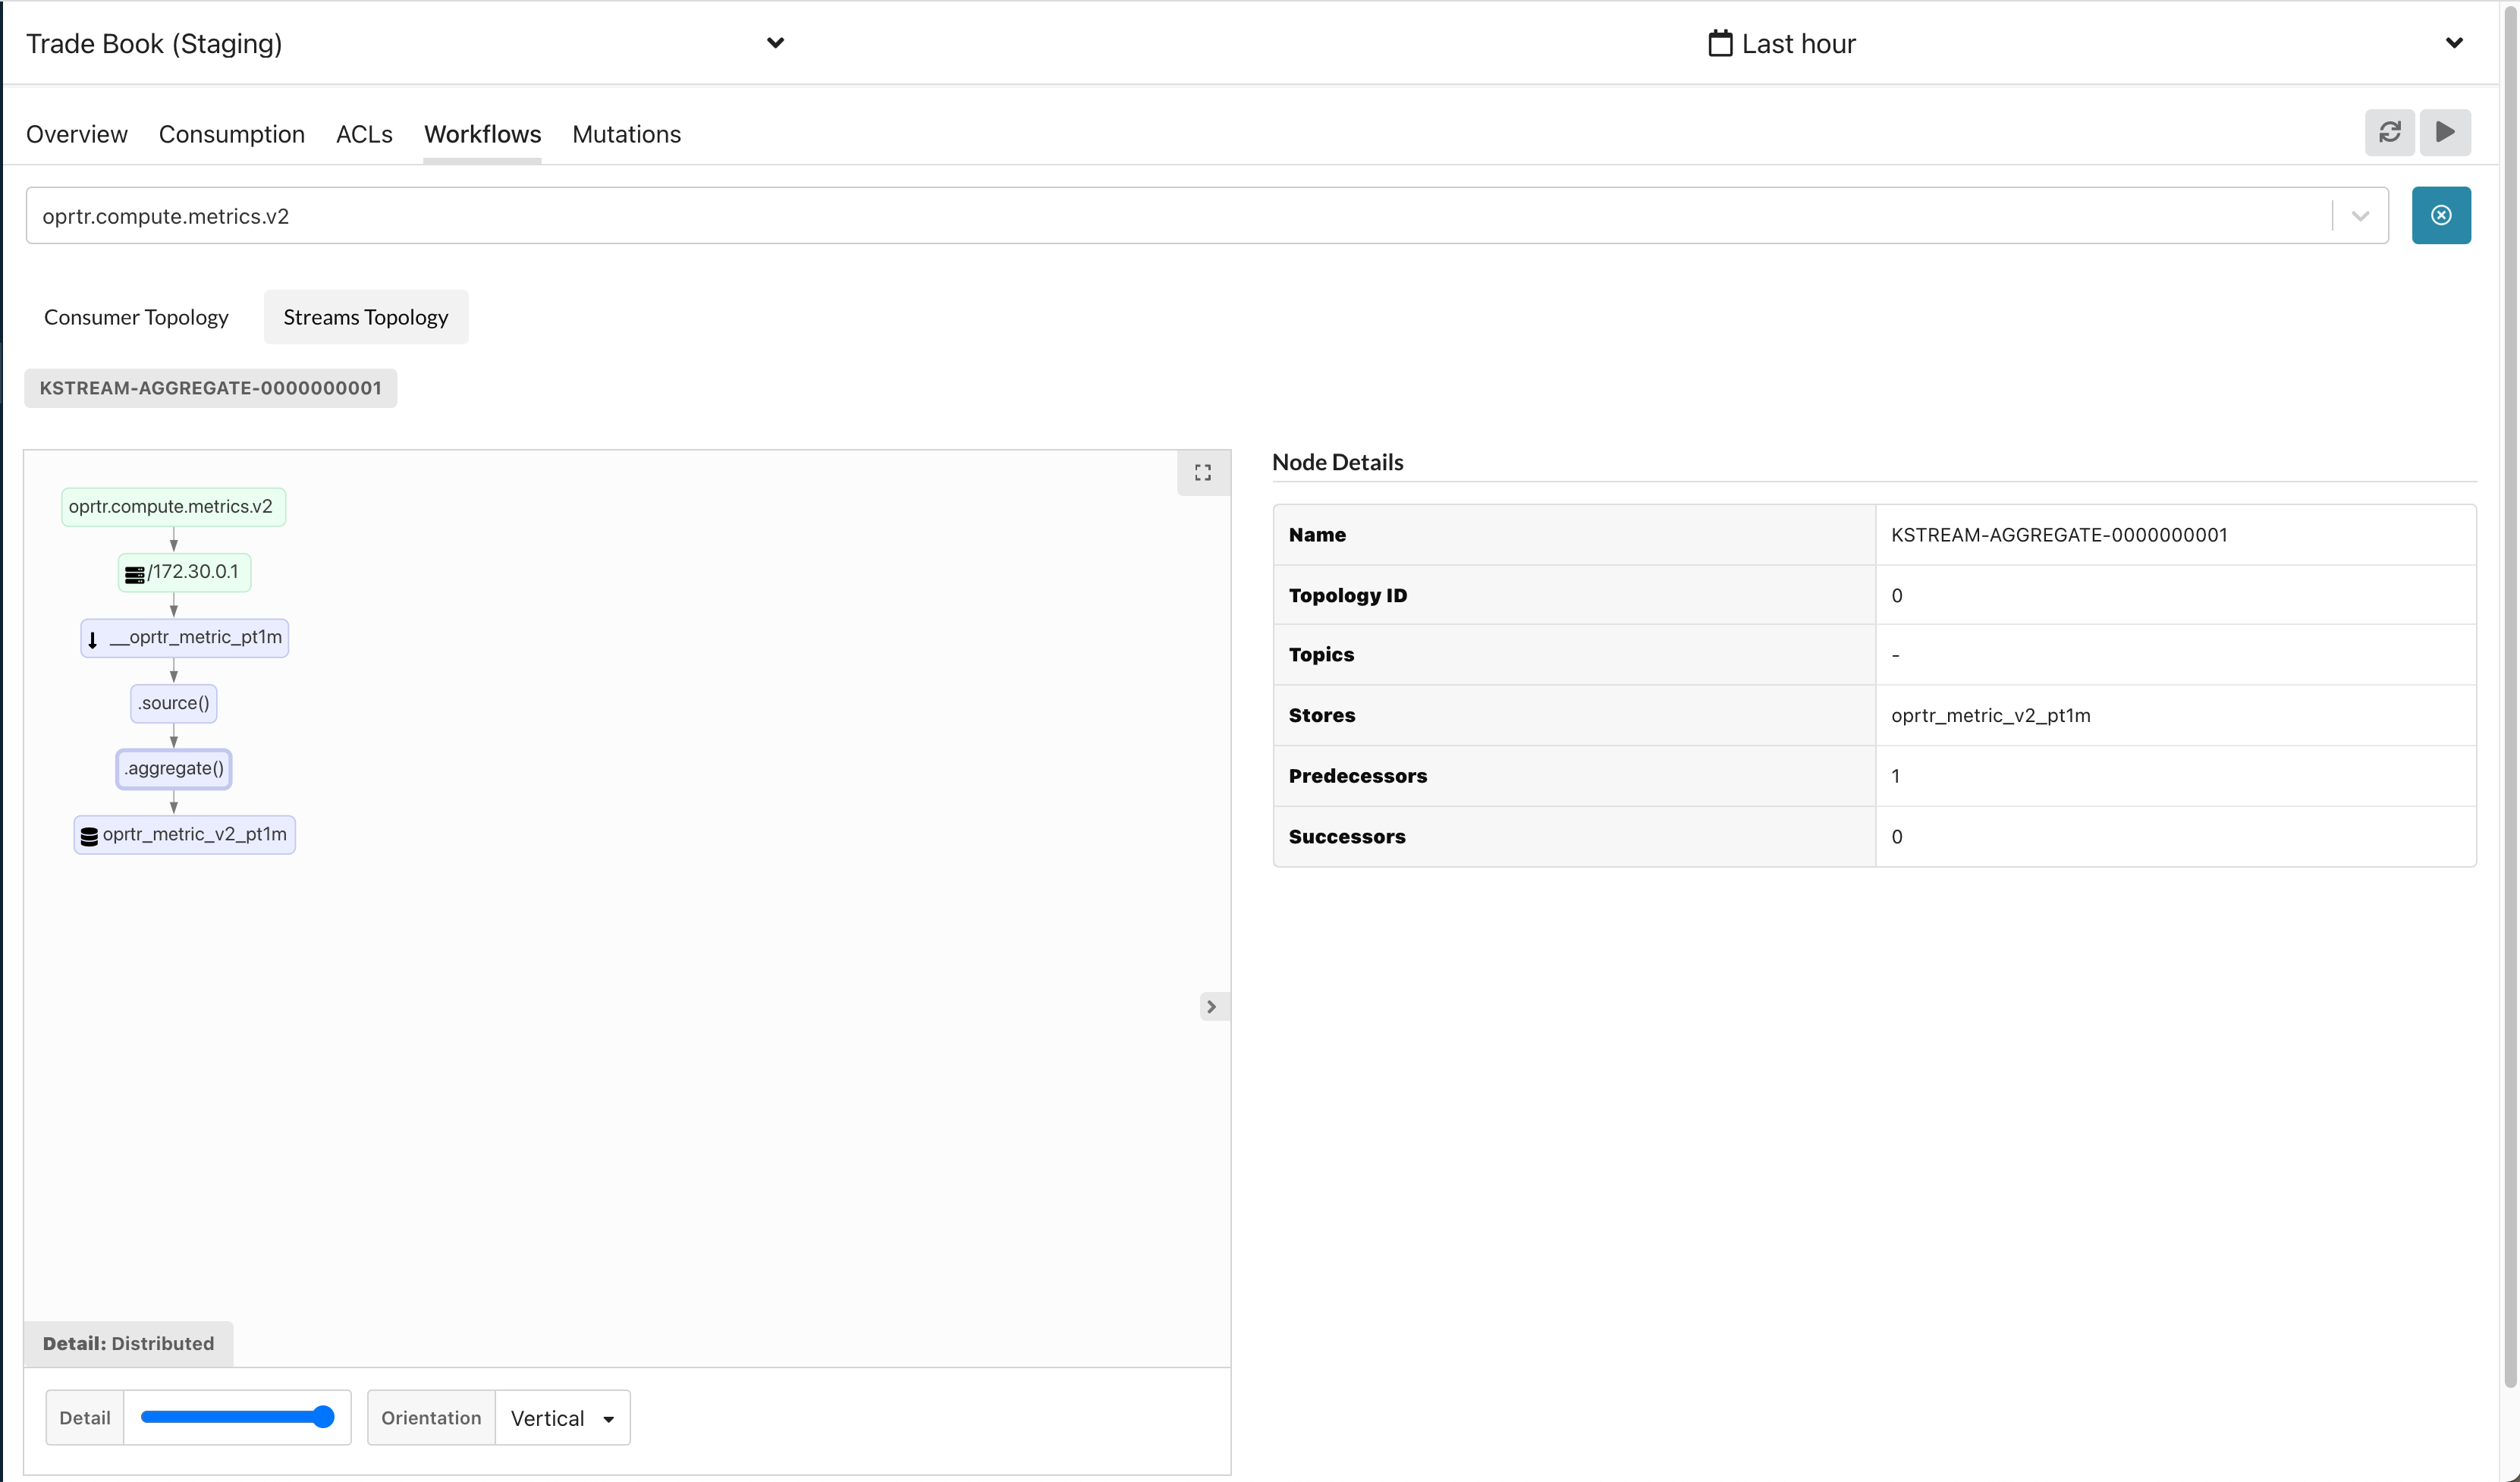 Trade Book (Staging)
Last hour
Overview Consumption ACLs Workflows Mutations
oprtr.compute.metrics.v2
Consumer Topology Streams Topology
KSTREAM-AGGREGATE-0000000001
oprtr.compute.metrics.v2
/172.30.0.1
__oprtr_metric_pt1m
.source()
.aggregate()
oprtr_metric_v2_pt1m
Detail: Distributed
Detail
Orientation Vertical
Node Details
Name KSTREAM-AGGREGATE-0000000001
Topology ID 0
Topics -
Stores oprtr_metric_v2_pt1m
Predecessors 1
Successors 0